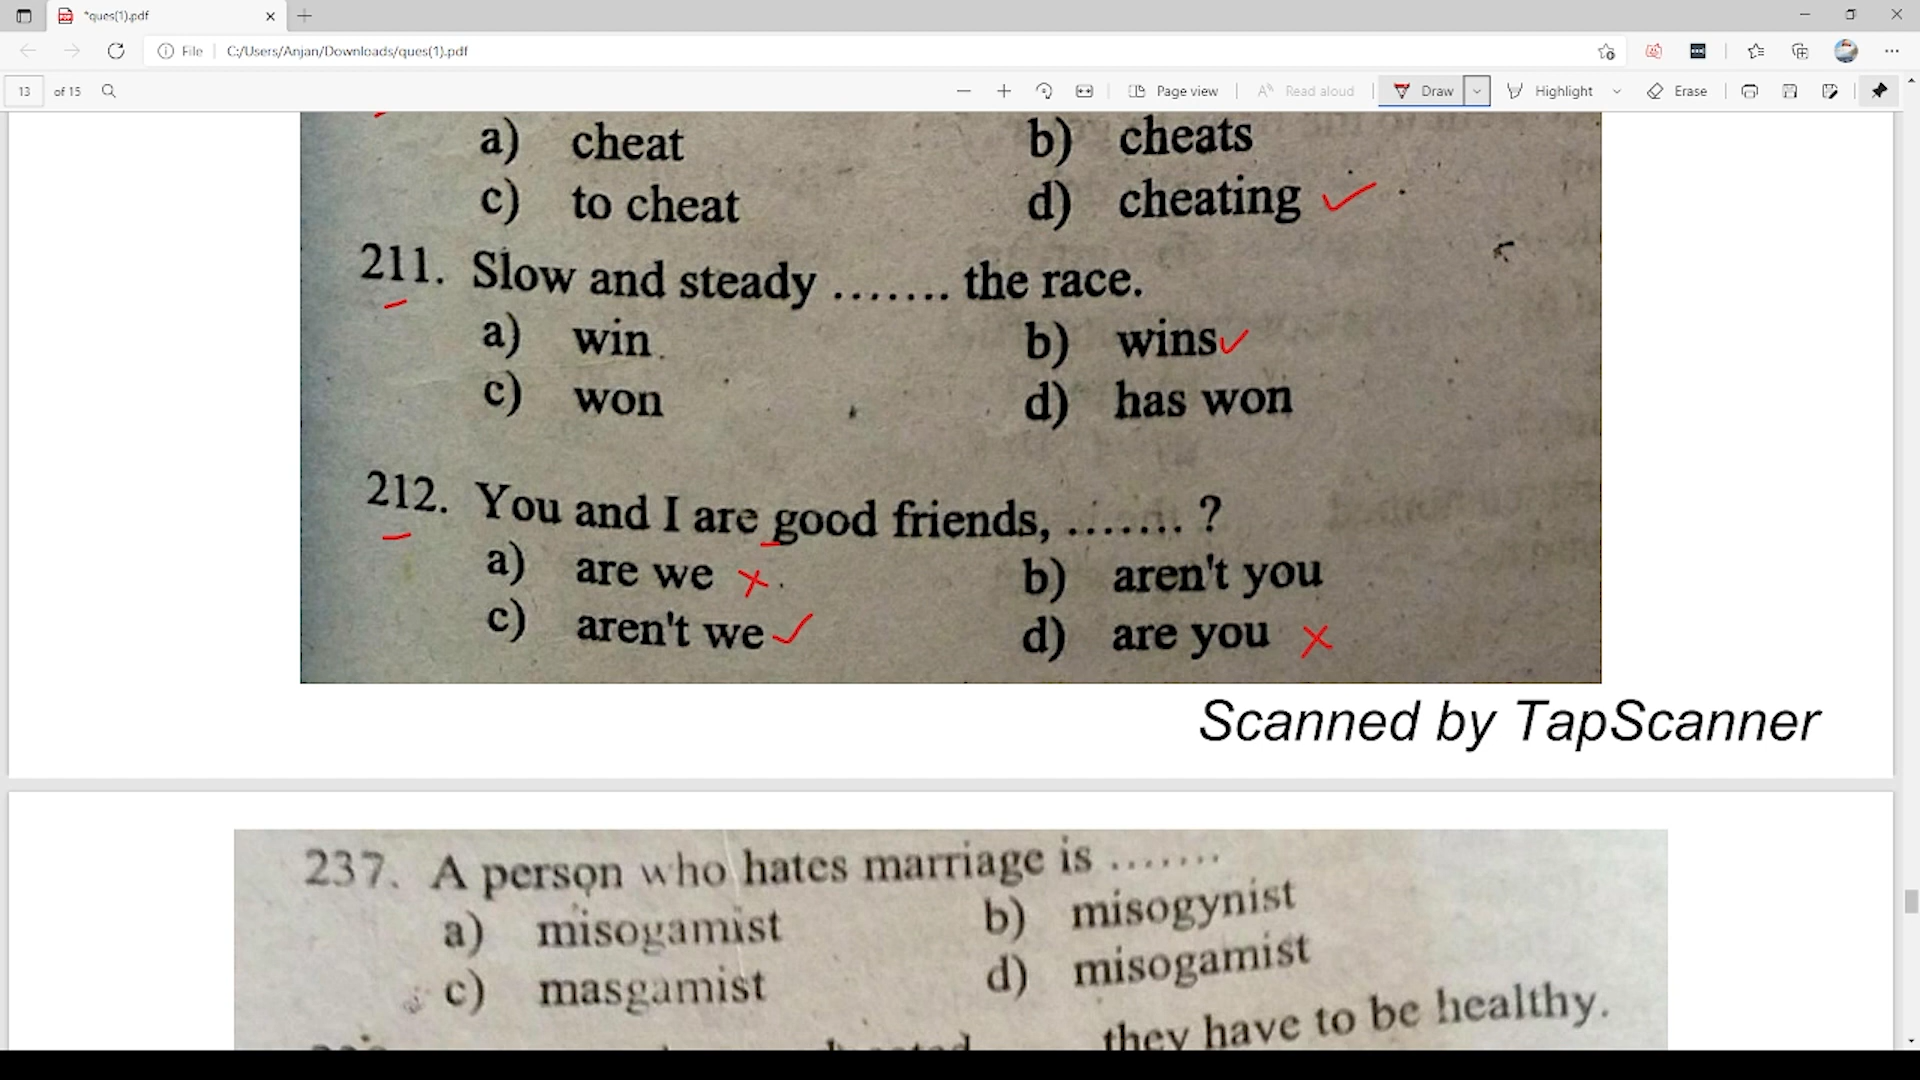 *ques(1).pdf
File C:/Users/Anjan/Downloads/ques(1).pdf
13 of 15 Page view Read aloud Draw Highlight Erase
a) cheat b) cheats
c) to cheat d) cheating
211. Slow and steady ....... the race.
a) win b) wins
c) won d) has won
212. You and I are good friends, ....... ?
a) are we b) aren't you
c) aren't we d) are you
Scanned by TapScanner
237. A person who hates marriage is .......
a) misogamist b) misogynist
c) masgamist d) misogamist
they have to be healthy.